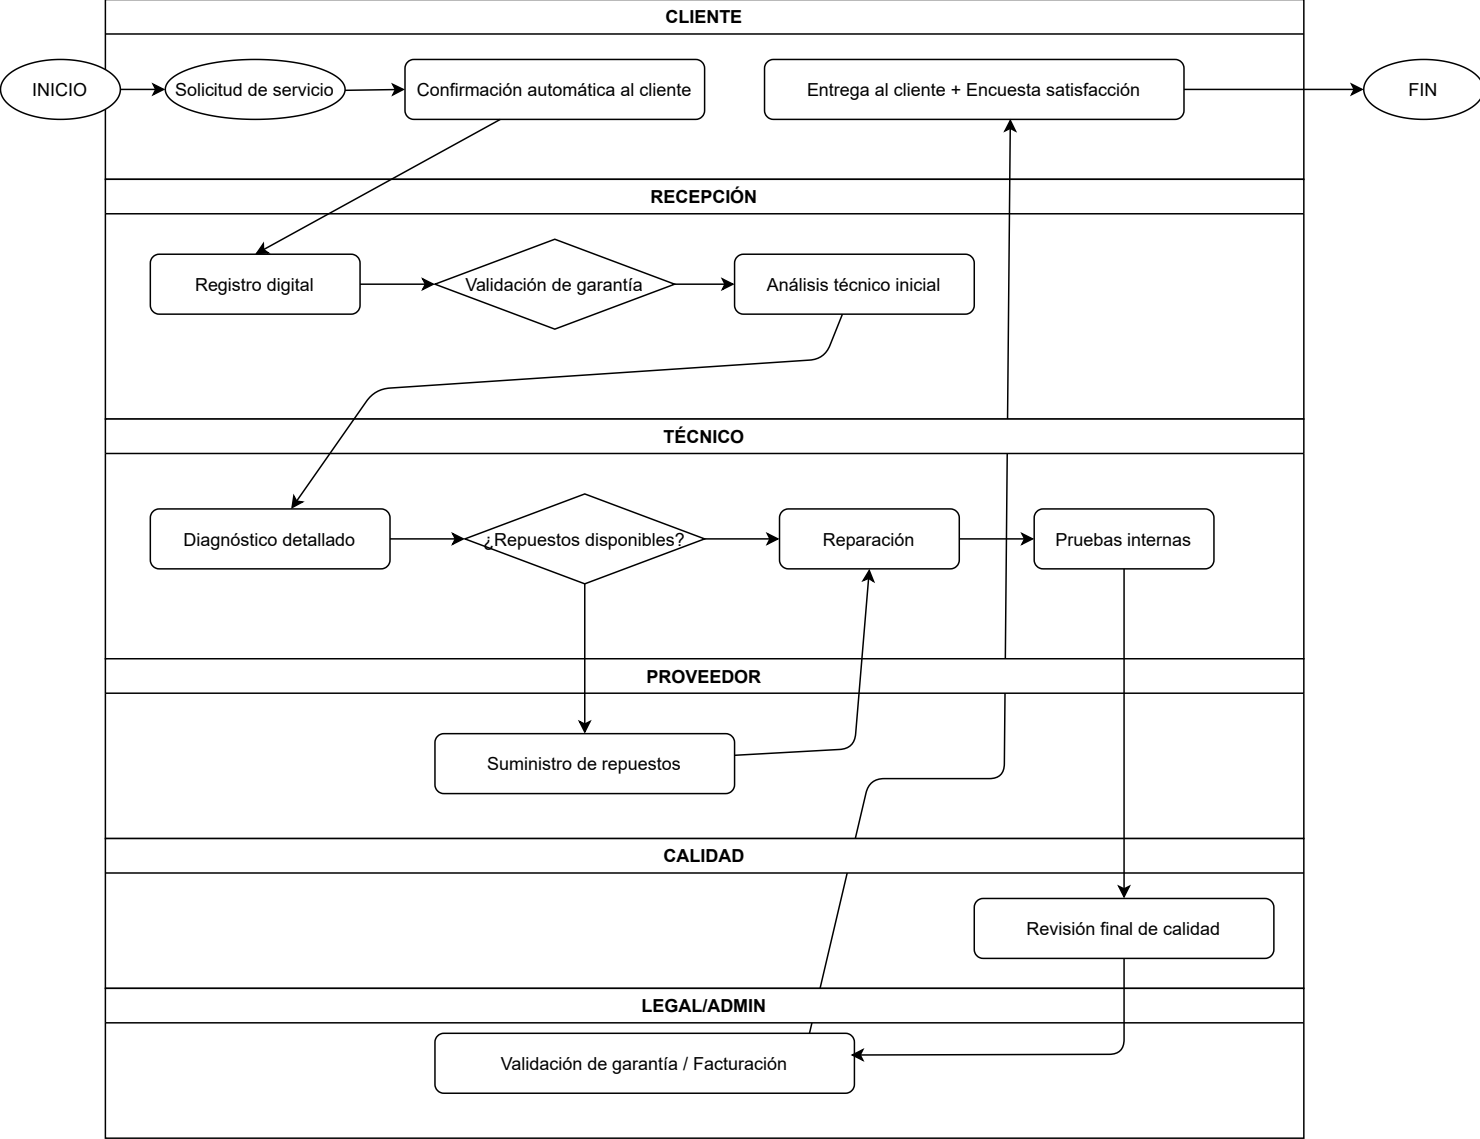 CLIENTE
INICIO
Solicitud de servicio
Confirmación automática al cliente
Entrega al cliente + Encuesta satisfacción
FIN
RECEPCIÓN
Registro digital
Validación de garantía
Análisis técnico inicial
TÉCNICO
Diagnóstico detallado
¿Repuestos disponibles?
Reparación
Pruebas internas
PROVEEDOR
Suministro de repuestos
CALIDAD
Revisión final de calidad
LEGAL/ADMIN
Validación de garantía / Facturación